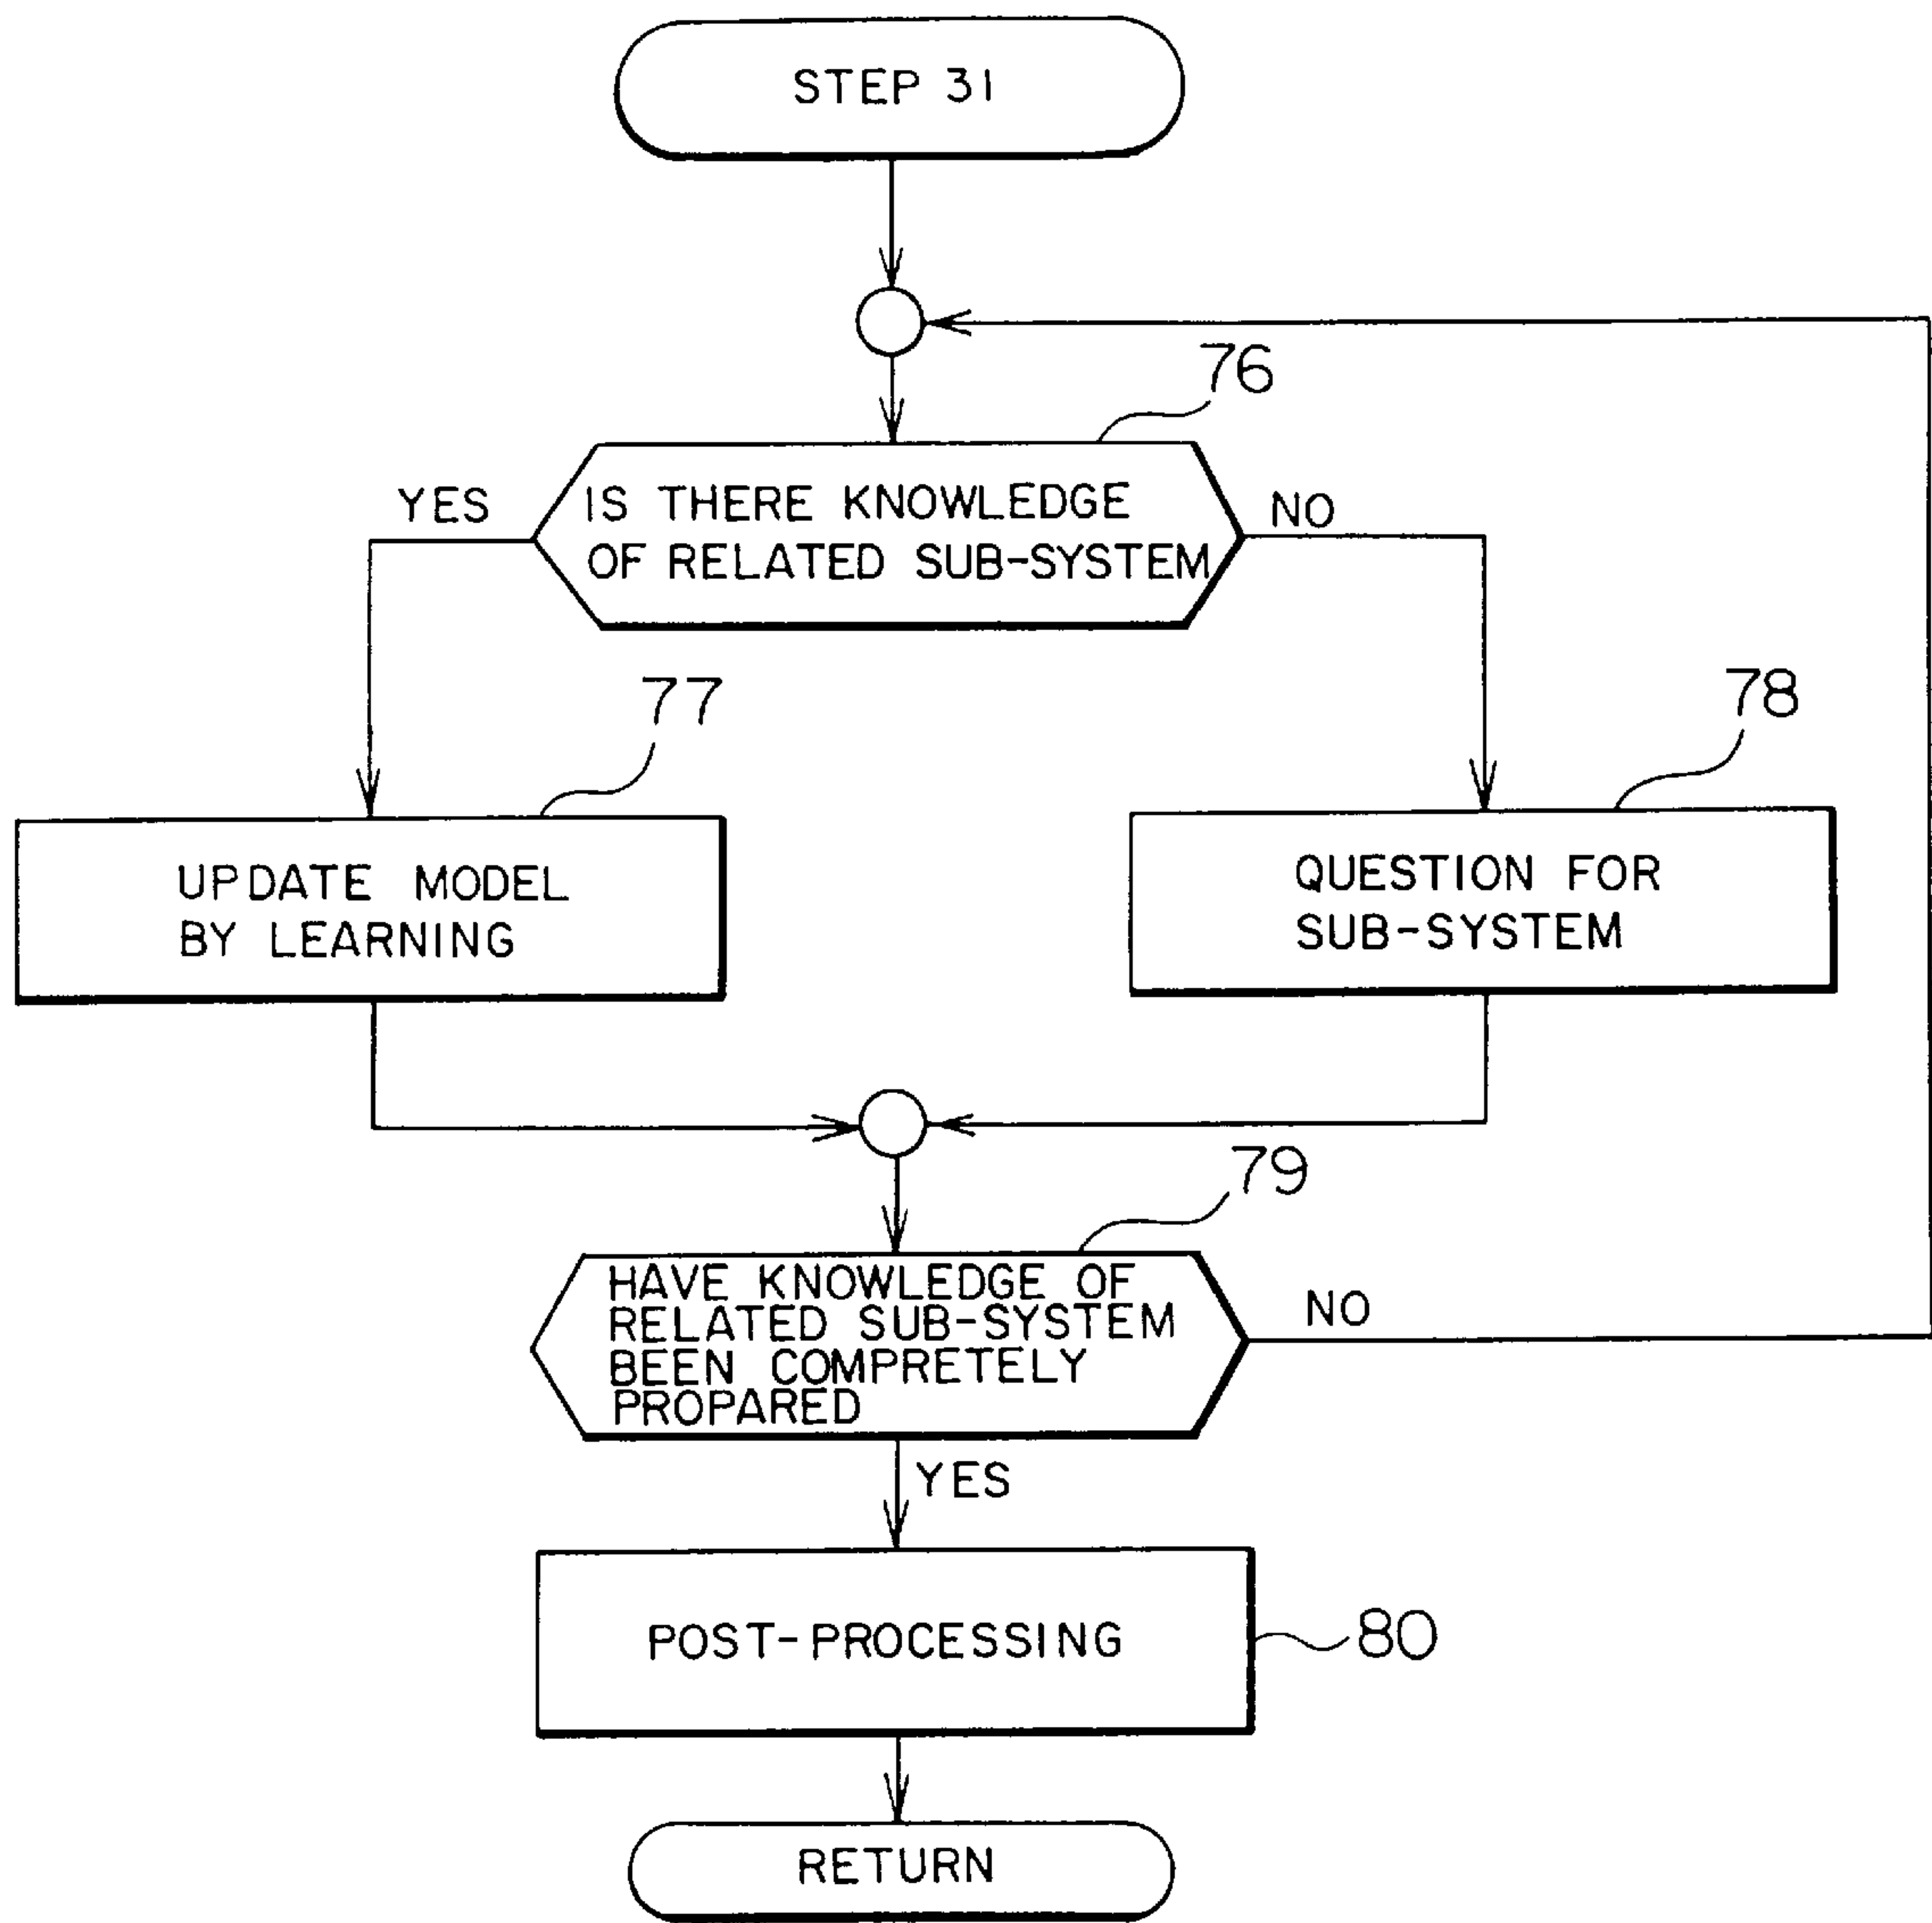 STEP 31
76
YES
IS THERE KNOWLEDGE
OF RELATED SUB-SYSTEM
NO
77
78
UPDATE MODEL
BY LEARNING
QUESTION FOR
SUB-SYSTEM
79
HAVE KNOWLEDGE OF
RELATED SUB-SYSTEM
BEEN COMPRETELY
PROPARED
NO
YES
POST-PROCESSING
80
RETURN